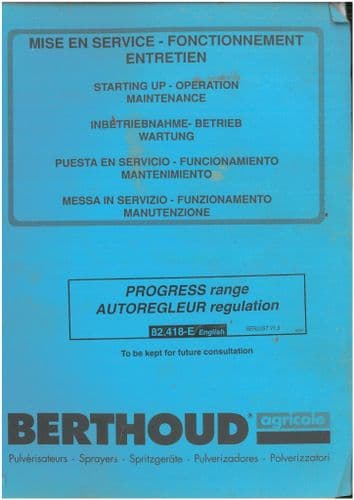 MISE EN SERVICE - FONCTIONNEMENT
ENTRETIEN
STARTING UP - OPERATION
MAINTENANCE
INBETRIEBNAHME- BETRIEB
WARTUNG
PUESTA EN SERVICIO - FUNCIONAMIENTO
MANTENIMIENTO
MESSA IN SERVIZIO - FUNZIONAMENTO
MANUTENZIONE
PROGRESS range
AUTOREGLEUR regulation
82.418-E English
To be kept for future consultation
BERTHOUD agricole
Pulvérisateurs - Sprayers - Spritzgeräte - Pulverizadores - Polverizzatori